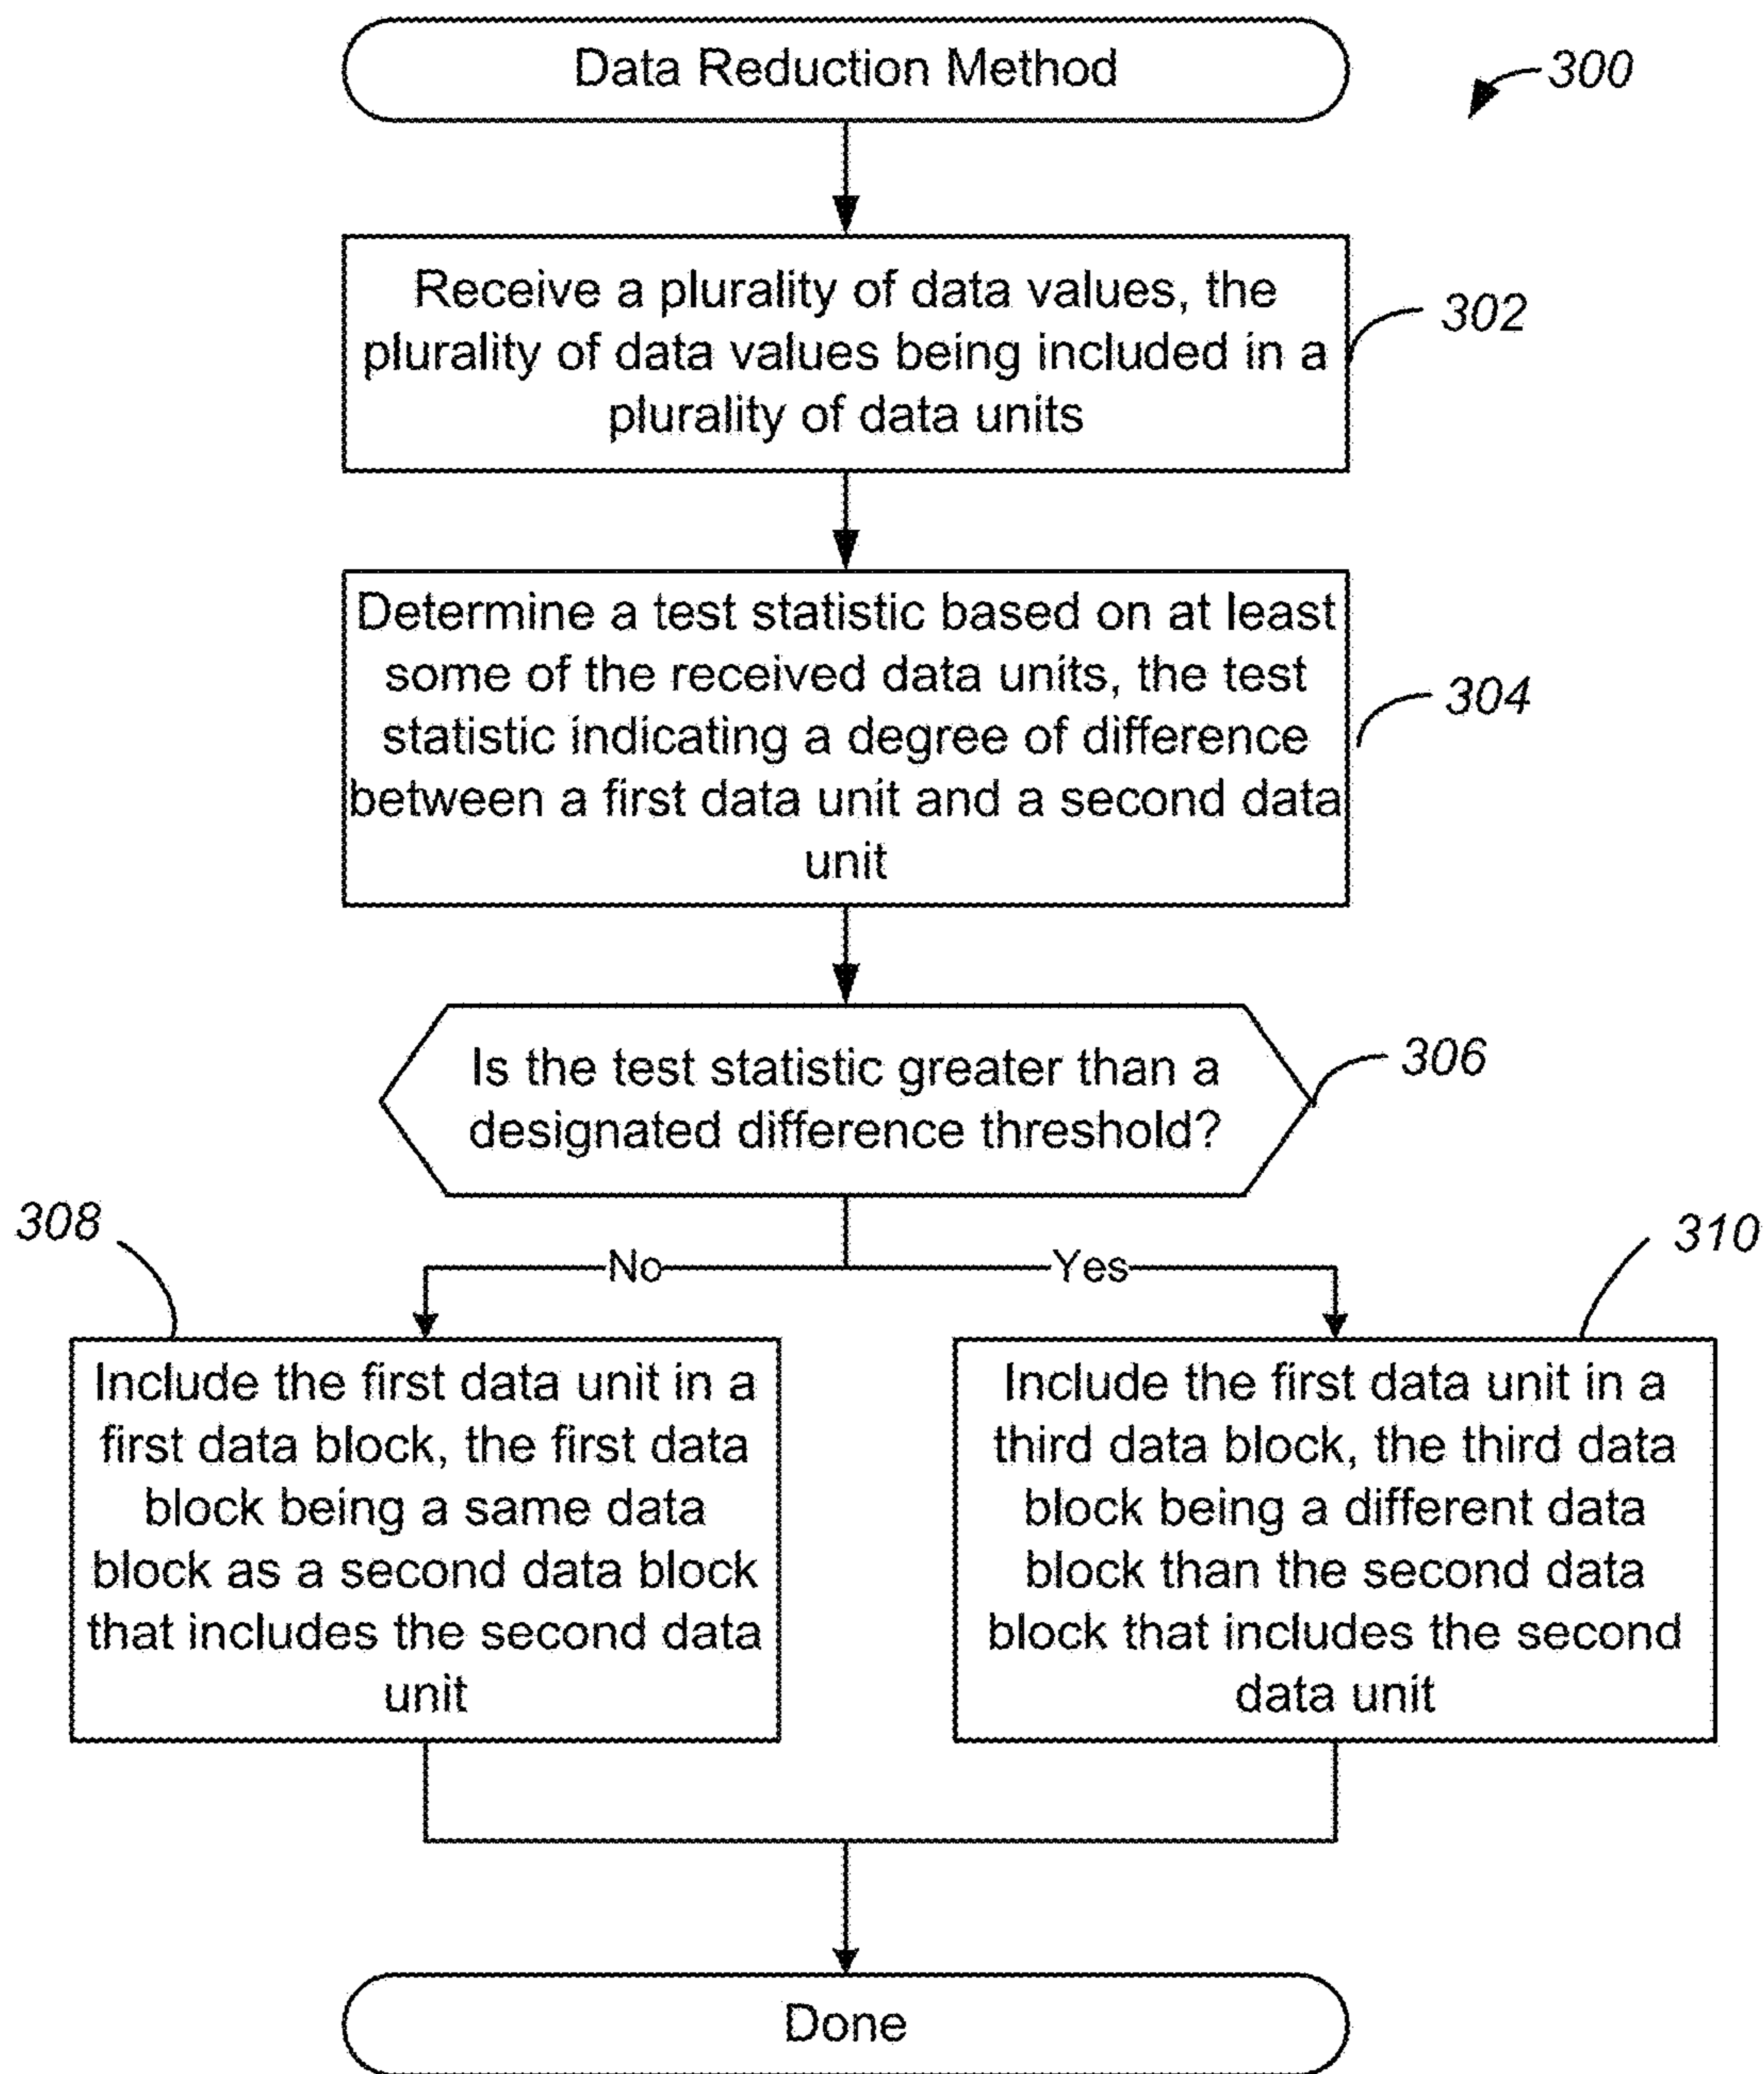 Data Reduction Method
300
Receive a plurality of data values, the
plurality of data values being included in a
plurality of data units
302
Determine a test statistic based on at least
some of the received data units, the test
statistic indicating a degree of difference
between a first data unit and a second data
unit
304
Is the test statistic greater than a
designated difference threshold?
306
308
No
Yes
310
Include the first data unit in a
first data block, the first data
block being a same data
block as a second data block
that includes the second data
unit
Include the first data unit in a
third data block, the third data
block being a different data
block than the second data
block that includes the second
data unit
Done